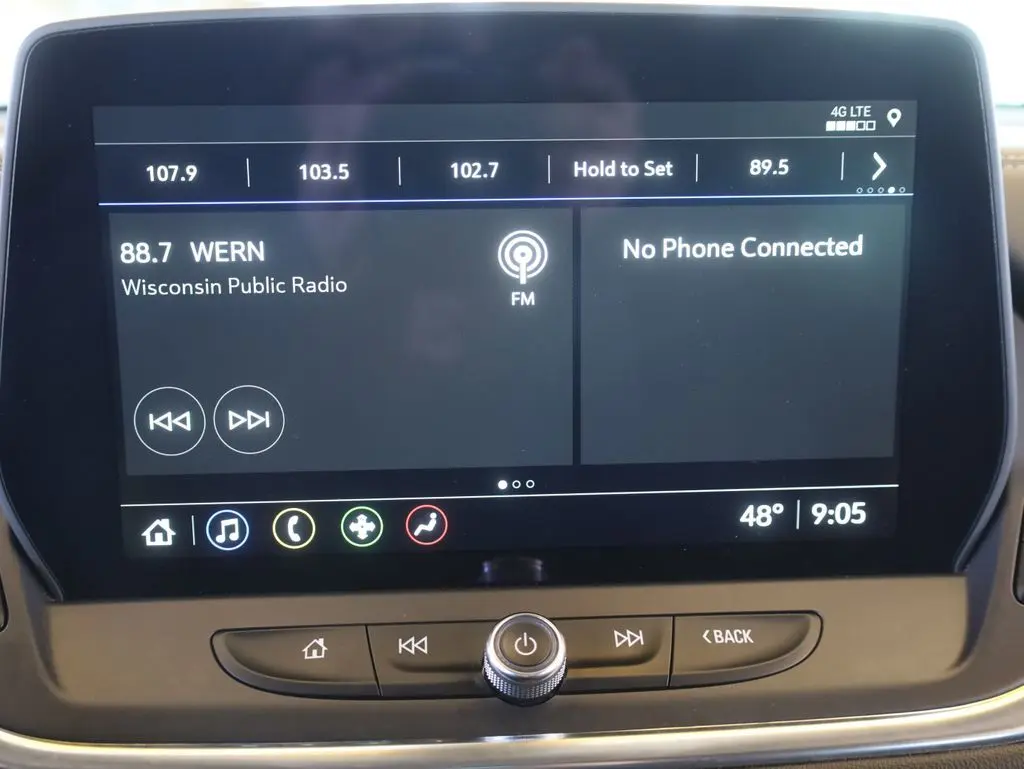 4G LTE
107.9 103.5 102.7 Hold to Set 89.5
88.7 WERN
Wisconsin Public Radio
FM
No Phone Connected
48° 9:05
BACK